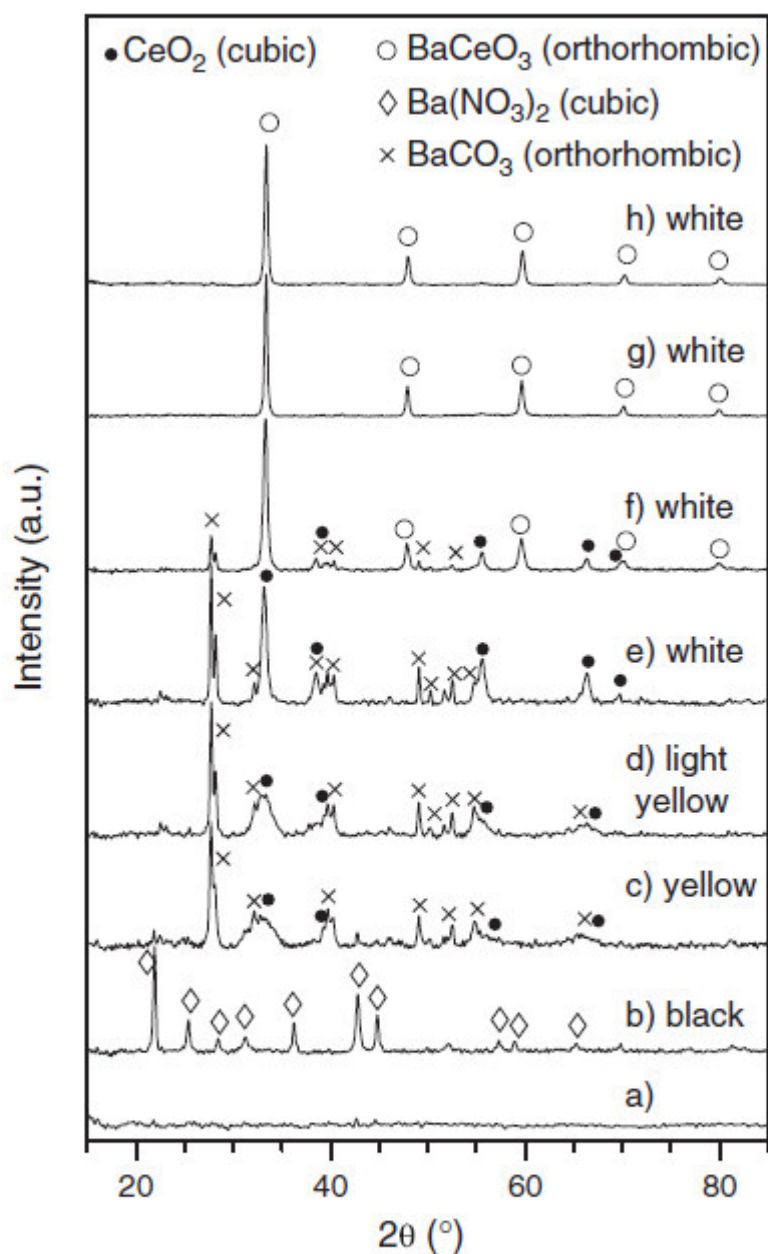 ● CeO₂ (cubic)
○ BaCeO₃ (orthorhombic)
◇ Ba(NO₃)₂ (cubic)
× BaCO₃ (orthorhombic)
h) white
g) white
f) white
e) white
d) light
yellow
c) yellow
b) black
a)
Intensity (a.u.)
20 40 60 80
2θ (°)